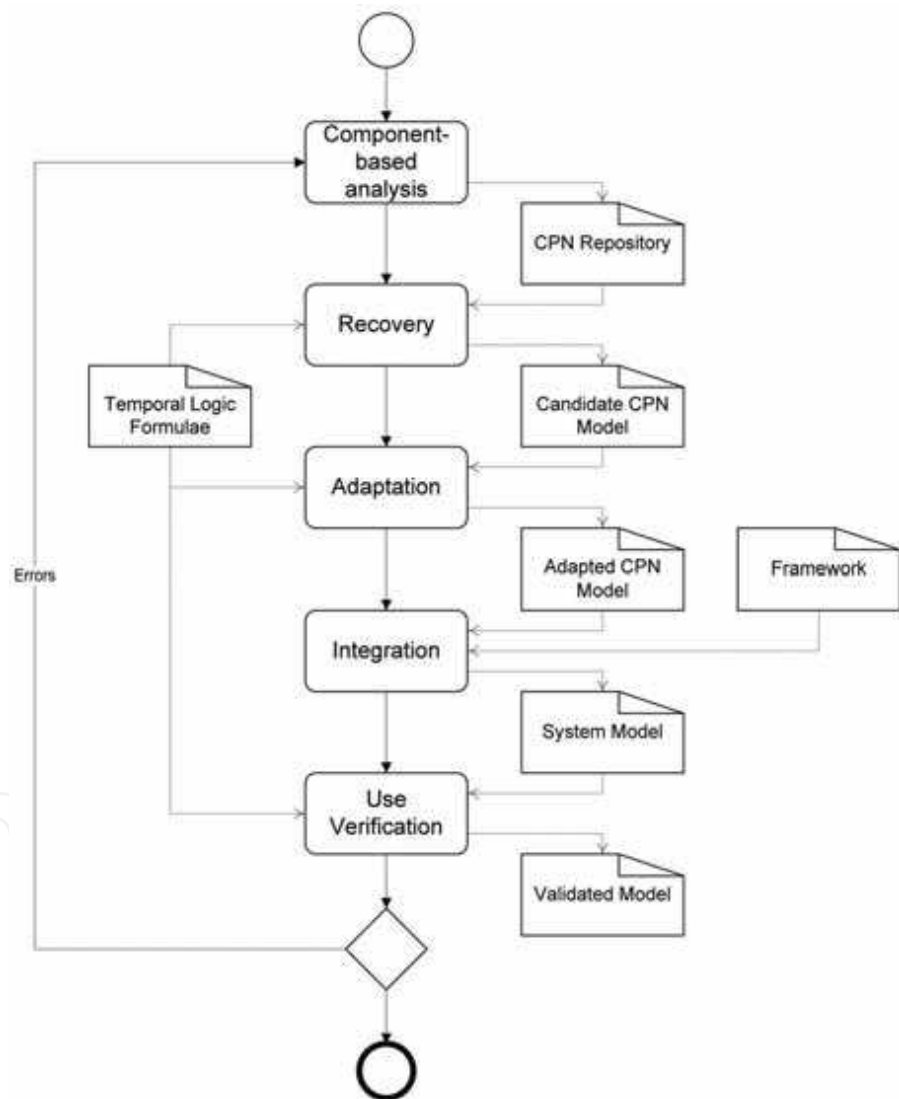 Component-
based
analysis
CPN Repository
Recovery
Temporal Logic
Formulae
Candidate CPN
Model
Adaptation
Errors
Adapted CPN
Model
Framework
Integration
System Model
Use
Verification
Validated Model